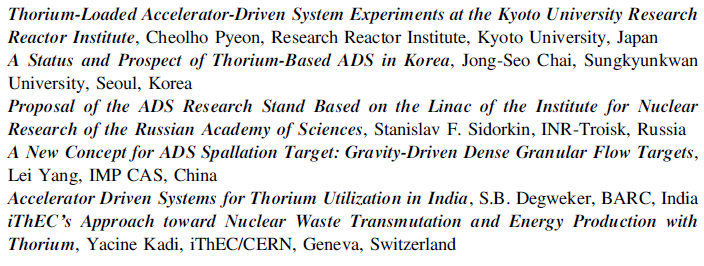 Thorium-Loaded Accelerator-Driven System Experiments at the Kyoto University Research
Reactor Institute, Cheolho Pyeon, Research Reactor Institute, Kyoto University, Japan
A Status and Prospect of Thorium-Based ADS in Korea, Jong-Seo Chai, Sungkyunkwan
University, Seoul, Korea
Proposal of the ADS Research Stand Based on the Linac of the Institute for Nuclear
Research of the Russian Academy of Sciences, Stanislav F. Sidorkin, INR-Troisk, Russia
A New Concept for ADS Spallation Target: Gravity-Driven Dense Granular Flow Targets,
Lei Yang, IMP CAS, China
Accelerator Driven Systems for Thorium Utilization in India, S.B. Degweker, BARC, India
iThEC's Approach toward Nuclear Waste Transmutation and Energy Production with
Thorium, Yacine Kadi, iThEC/CERN, Geneva, Switzerland